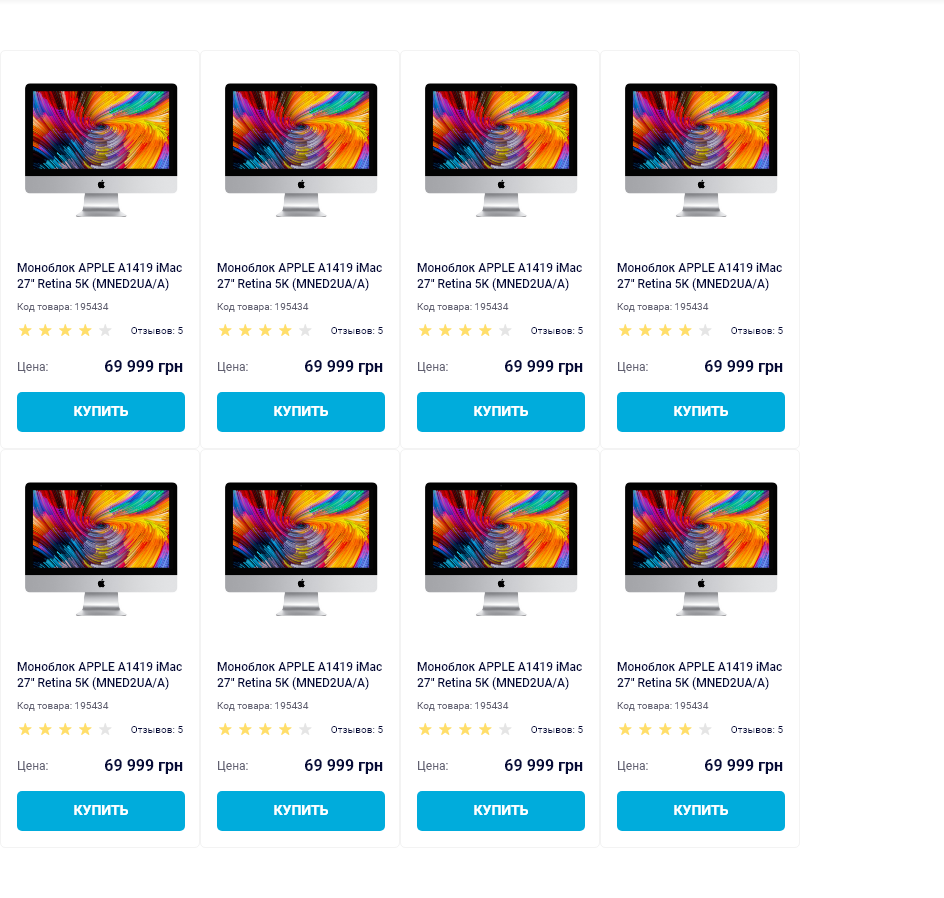 Моноблок APPLE A1419 iMac
27" Retina 5K (MNED2UA/A)
Код товара: 195434
Отзывов: 5
Цена: 69 999 грн
КУПИТЬ
Моноблок APPLE A1419 iMac
27" Retina 5K (MNED2UA/A)
Код товара: 195434
Отзывов: 5
Цена: 69 999 грн
КУПИТЬ
Моноблок APPLE A1419 iMac
27" Retina 5K (MNED2UA/A)
Код товара: 195434
Отзывов: 5
Цена: 69 999 грн
КУПИТЬ
Моноблок APPLE A1419 iMac
27" Retina 5K (MNED2UA/A)
Код товара: 195434
Отзывов: 5
Цена: 69 999 грн
КУПИТЬ
Моноблок APPLE A1419 iMac
27" Retina 5K (MNED2UA/A)
Код товара: 195434
Отзывов: 5
Цена: 69 999 грн
КУПИТЬ
Моноблок APPLE A1419 iMac
27" Retina 5K (MNED2UA/A)
Код товара: 195434
Отзывов: 5
Цена: 69 999 грн
КУПИТЬ
Моноблок APPLE A1419 iMac
27" Retina 5K (MNED2UA/A)
Код товара: 195434
Отзывов: 5
Цена: 69 999 грн
КУПИТЬ
Моноблок APPLE A1419 iMac
27" Retina 5K (MNED2UA/A)
Код товара: 195434
Отзывов: 5
Цена: 69 999 грн
КУПИТЬ